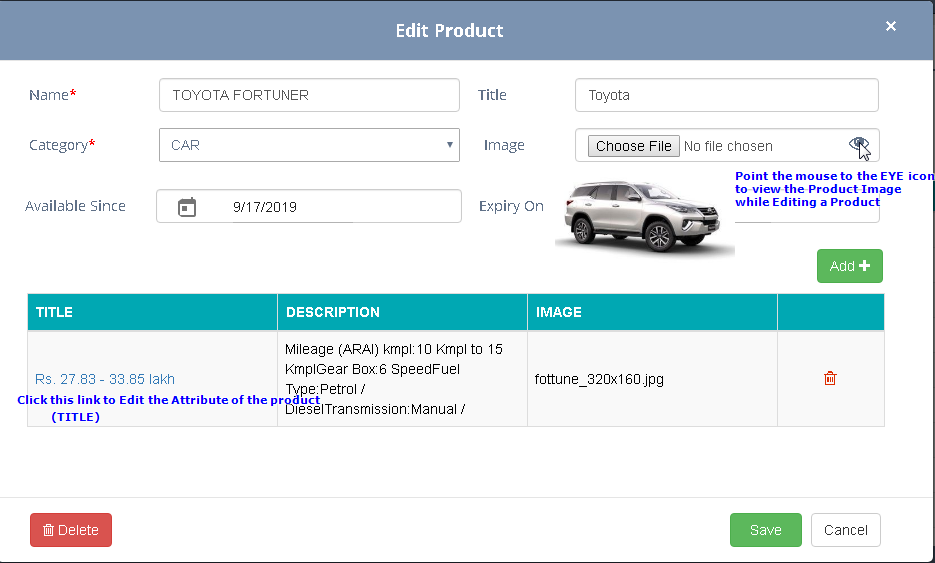 Edit Product
×
Name* TOYOTA FORTUNER Title Toyota
Category* CAR Image Choose File No file chosen
Point the mouse to the EYE icon
to view the Product Image
while Editing a Product
Available Since 9/17/2019 Expiry On
Add +
TITLE DESCRIPTION IMAGE
Mileage (ARAI) kmpl:10 Kmpl to 15
KmplGear Box:6 SpeedFuel
Type:Petrol /
DieselTransmission:Manual /
Rs. 27.83 - 33.85 lakh
fottune_320x160.jpg
Click this link to Edit the Attribute of the product
(TITLE)
Delete Save Cancel